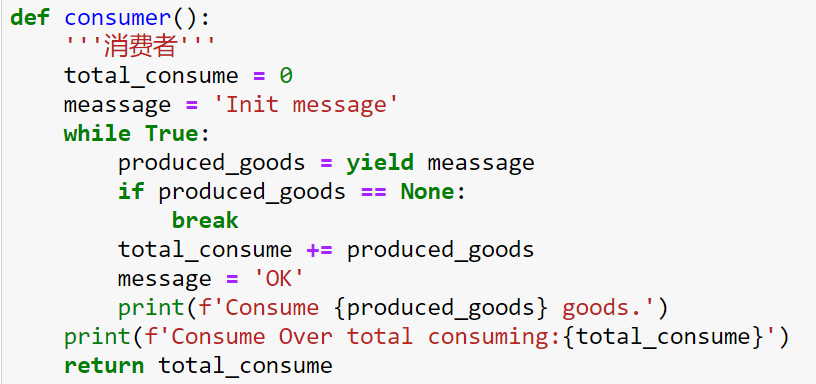 def consumer():
    '''消费者'''
    total_consume = 0
    meassage = 'Init message'
    while True:
        produced_goods = yield meassage
        if produced_goods == None:
            break
        total_consume += produced_goods
        message = 'OK'
        print(f'Consume {produced_goods} goods.')
    print(f'Consume Over total consuming:{total_consume}')
    return total_consume